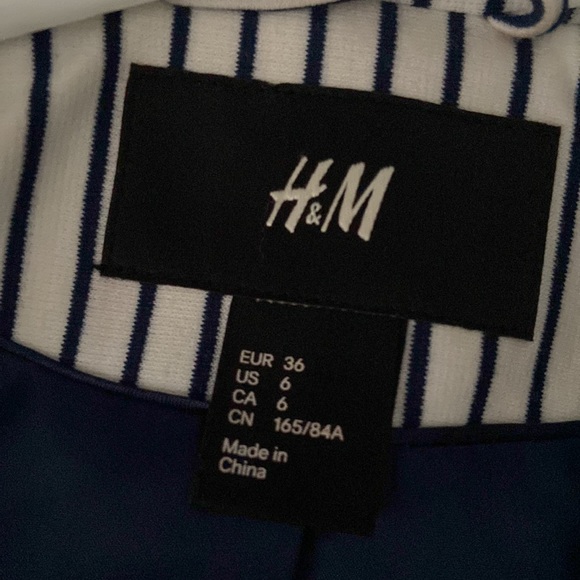 H&M
EUR 36
US 6
CA 6
CN 165/84A
Made in
China